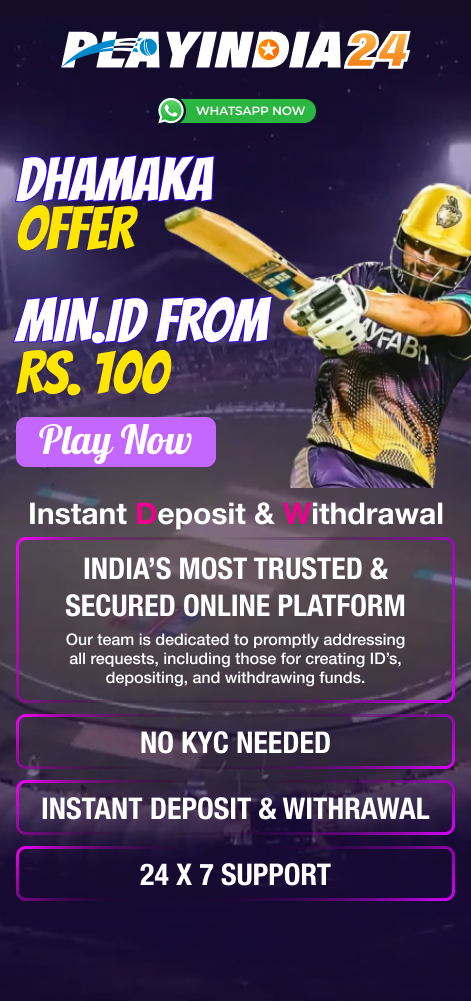 PLAYINDIA24
WHATSAPP NOW
DHAMAKA
OFFER
MIN.ID FROM
RS. 100
Play Now
Instant Deposit & Withdrawal
INDIA'S MOST TRUSTED &
SECURED ONLINE PLATFORM
Our team is dedicated to promptly addressing
all requests, including those for creating ID's,
depositing, and withdrawing funds.
NO KYC NEEDED
INSTANT DEPOSIT & WITHRAWAL
24 X 7 SUPPORT